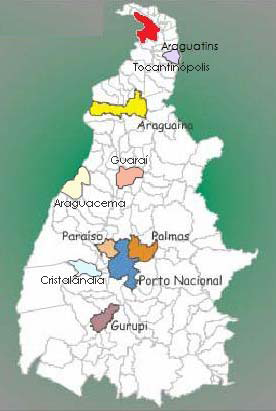 Araguatins
Tocantinópolis
Araguaína
Guaraí
Araguacema
Paraíso
Palmas
Cristalândia
Porto Nacional
Gurupi